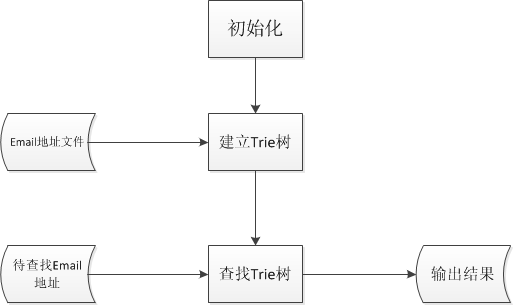 初始化
Email地址文件
建立Trie树
待查找Email
地址
查找Trie树
输出结果